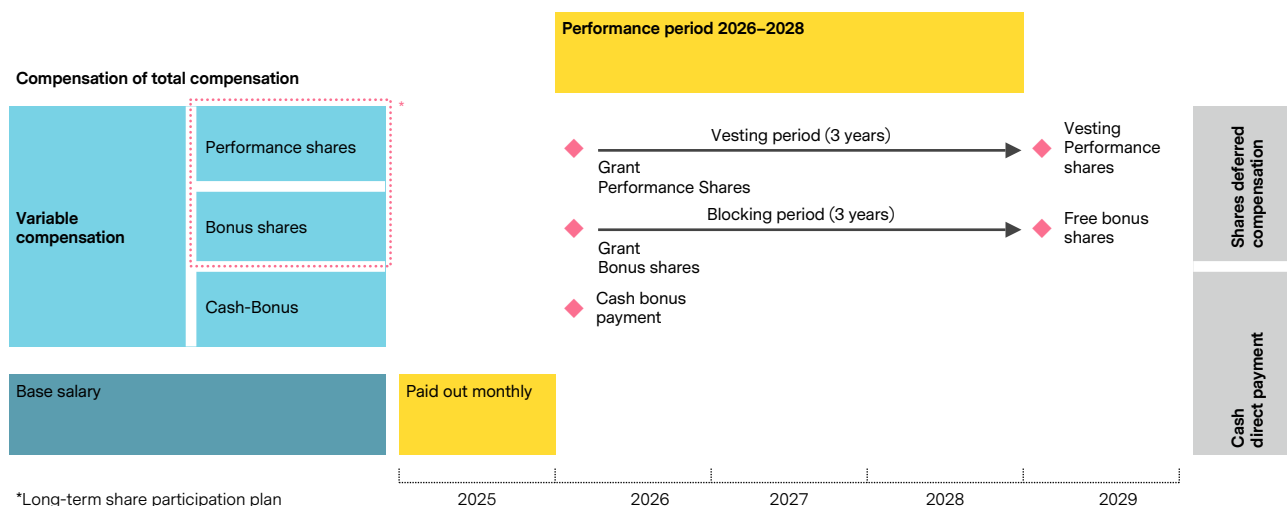 Performance period 2026–2028
Compensation of total compensation
*
Variable
compensation
Performance shares
Bonus shares
Cash-Bonus
Vesting period (3 years)
Grant
Performance Shares
Vesting
Performance
shares
Blocking period (3 years)
Grant
Bonus shares
Free bonus
shares
Cash bonus
payment
Shares deferred
compensation
Base salary
Paid out monthly
Cash
direct payment
*Long-term share participation plan
2025
2026
2027
2028
2029